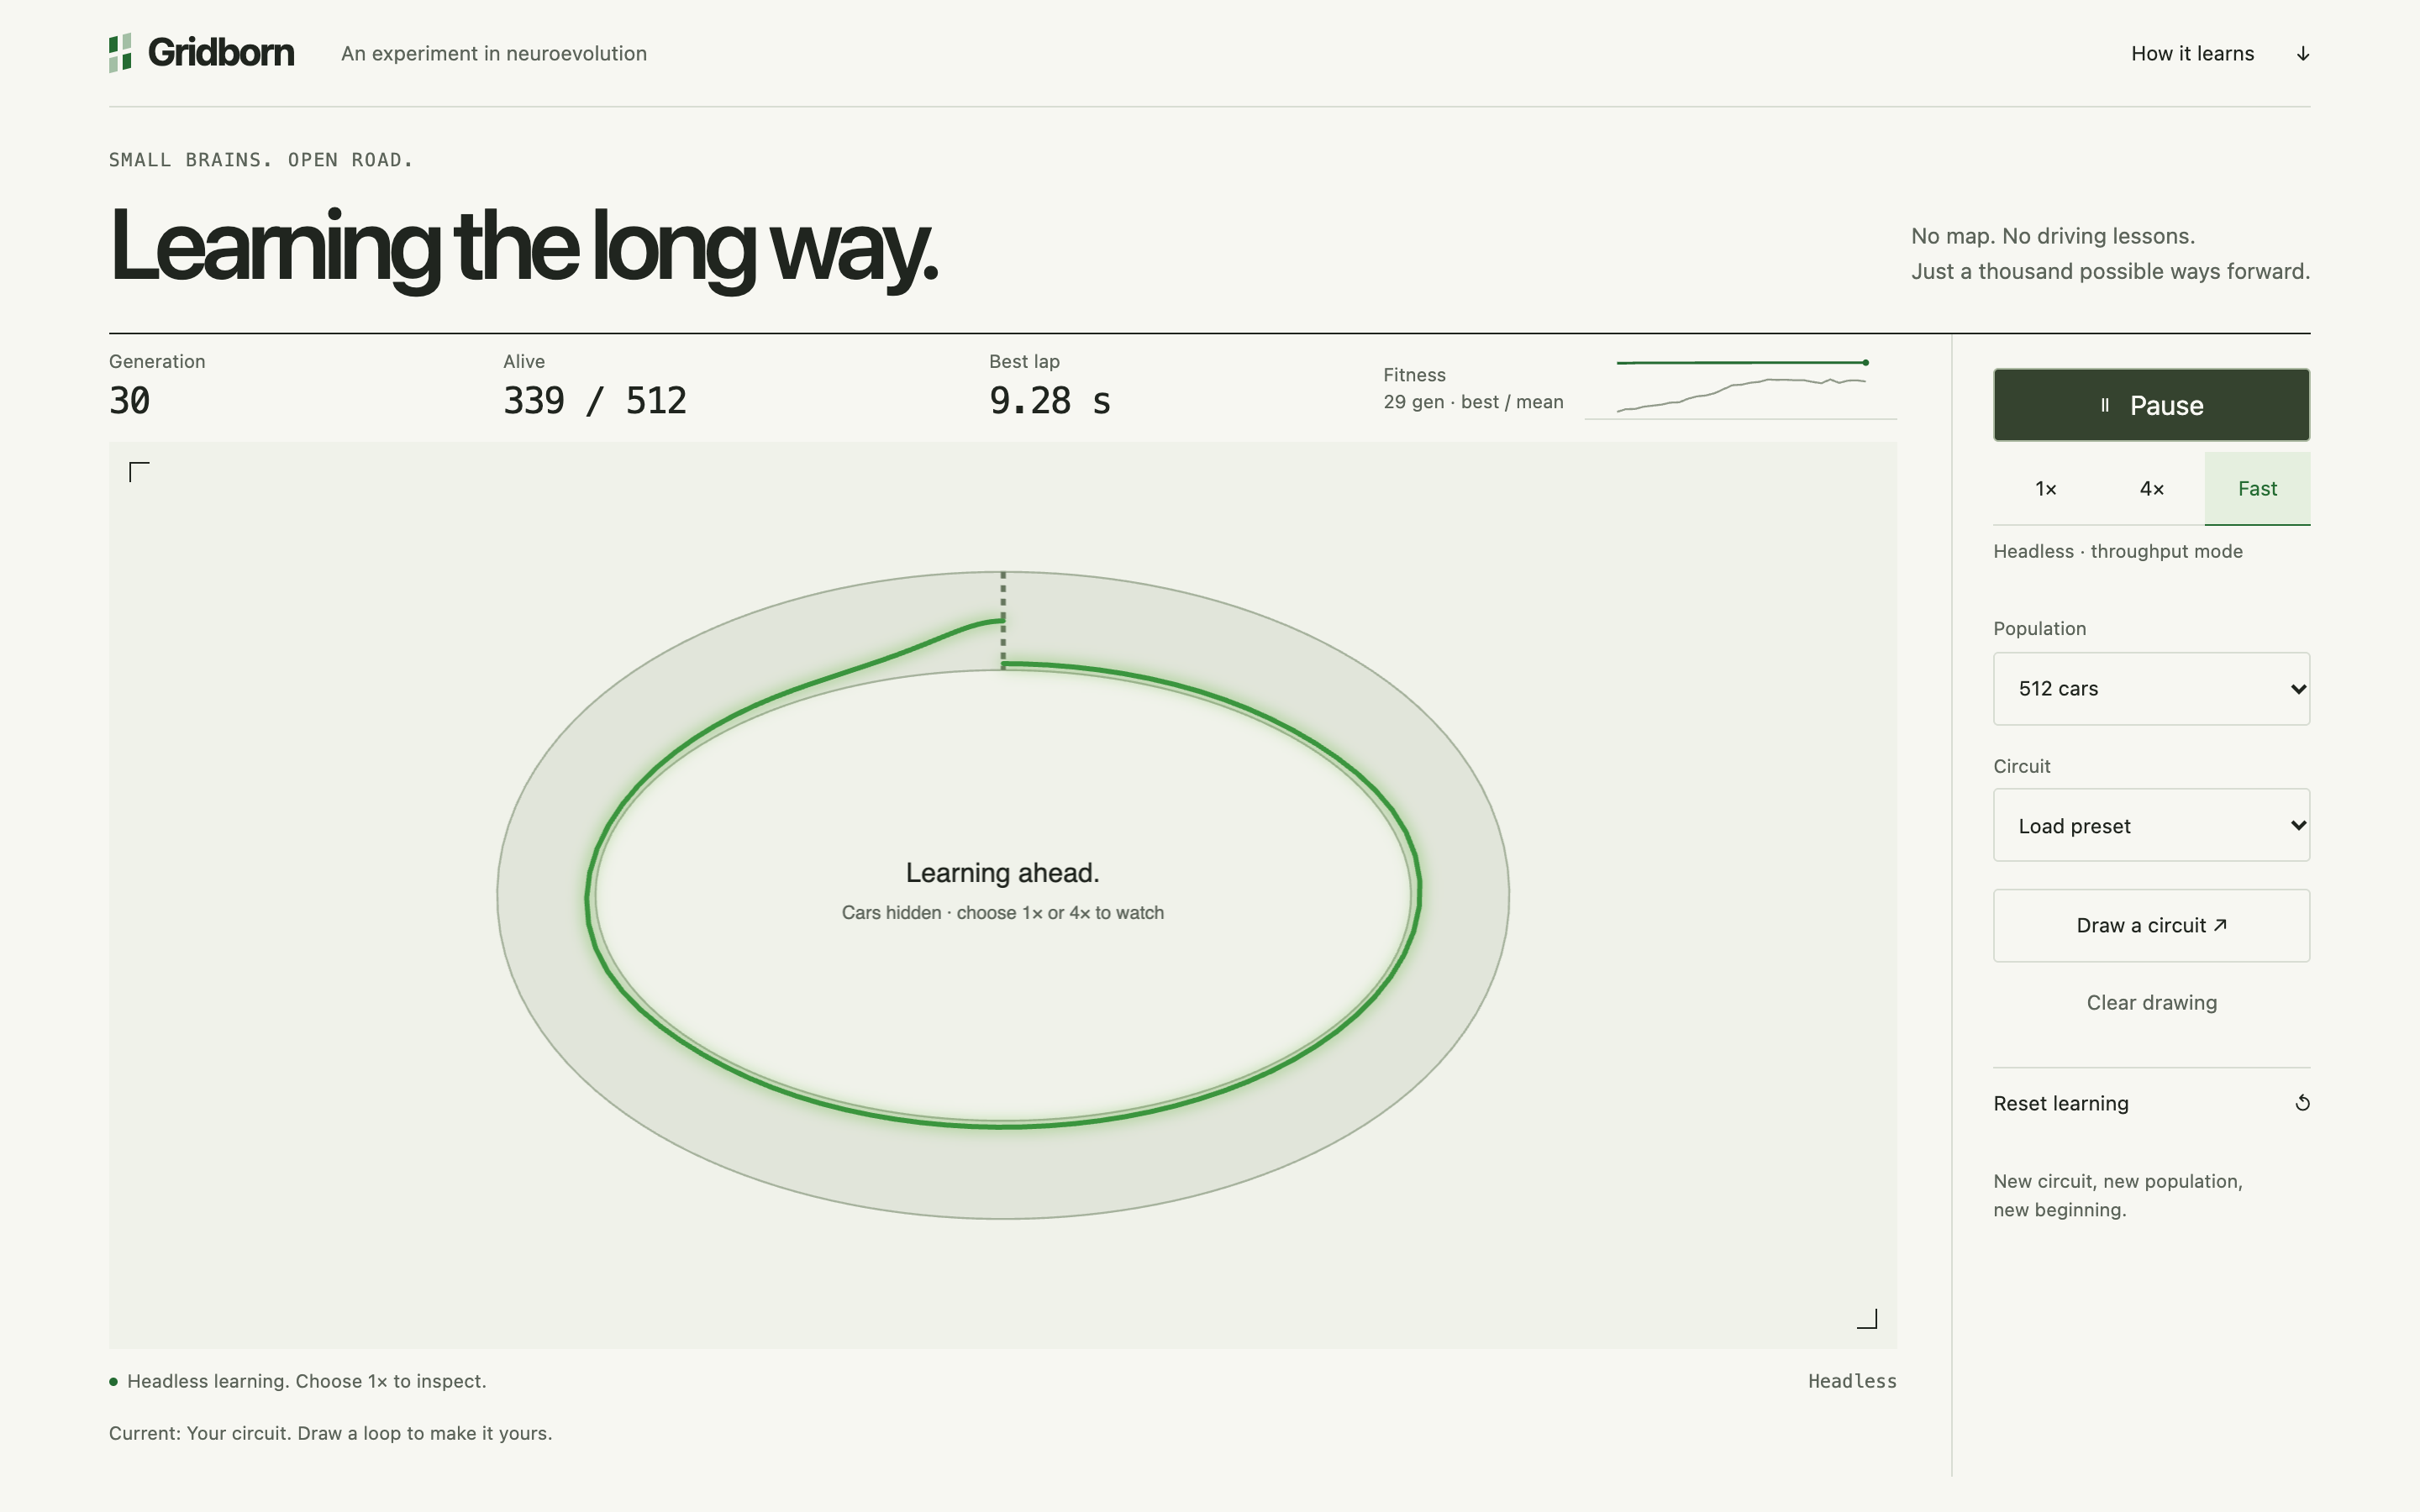 Gridborn
An experiment in neuroevolution
How it learns ↓
SMALL BRAINS. OPEN ROAD.
Learning the long way.
No map. No driving lessons.
Just a thousand possible ways forward.
Generation
30
Alive
339 / 512
Best lap
9.28 s
Fitness
29 gen · best / mean
Pause
1×
4×
Fast
Headless · throughput mode
Population
512 cars
Circuit
Load preset
Draw a circuit ↗
Clear drawing
Reset learning
New circuit, new population,
new beginning.
Learning ahead.
Cars hidden · choose 1× or 4× to watch
Headless learning. Choose 1× to inspect.
Headless
Current: Your circuit. Draw a loop to make it yours.